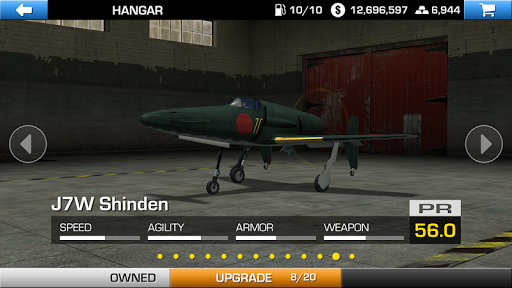 HANGAR 10/10 $ 12,696,597 6,944
J7W Shinden
SPEED AGILITY ARMOR WEAPON PR
56.0
OWNED UPGRADE 8/20